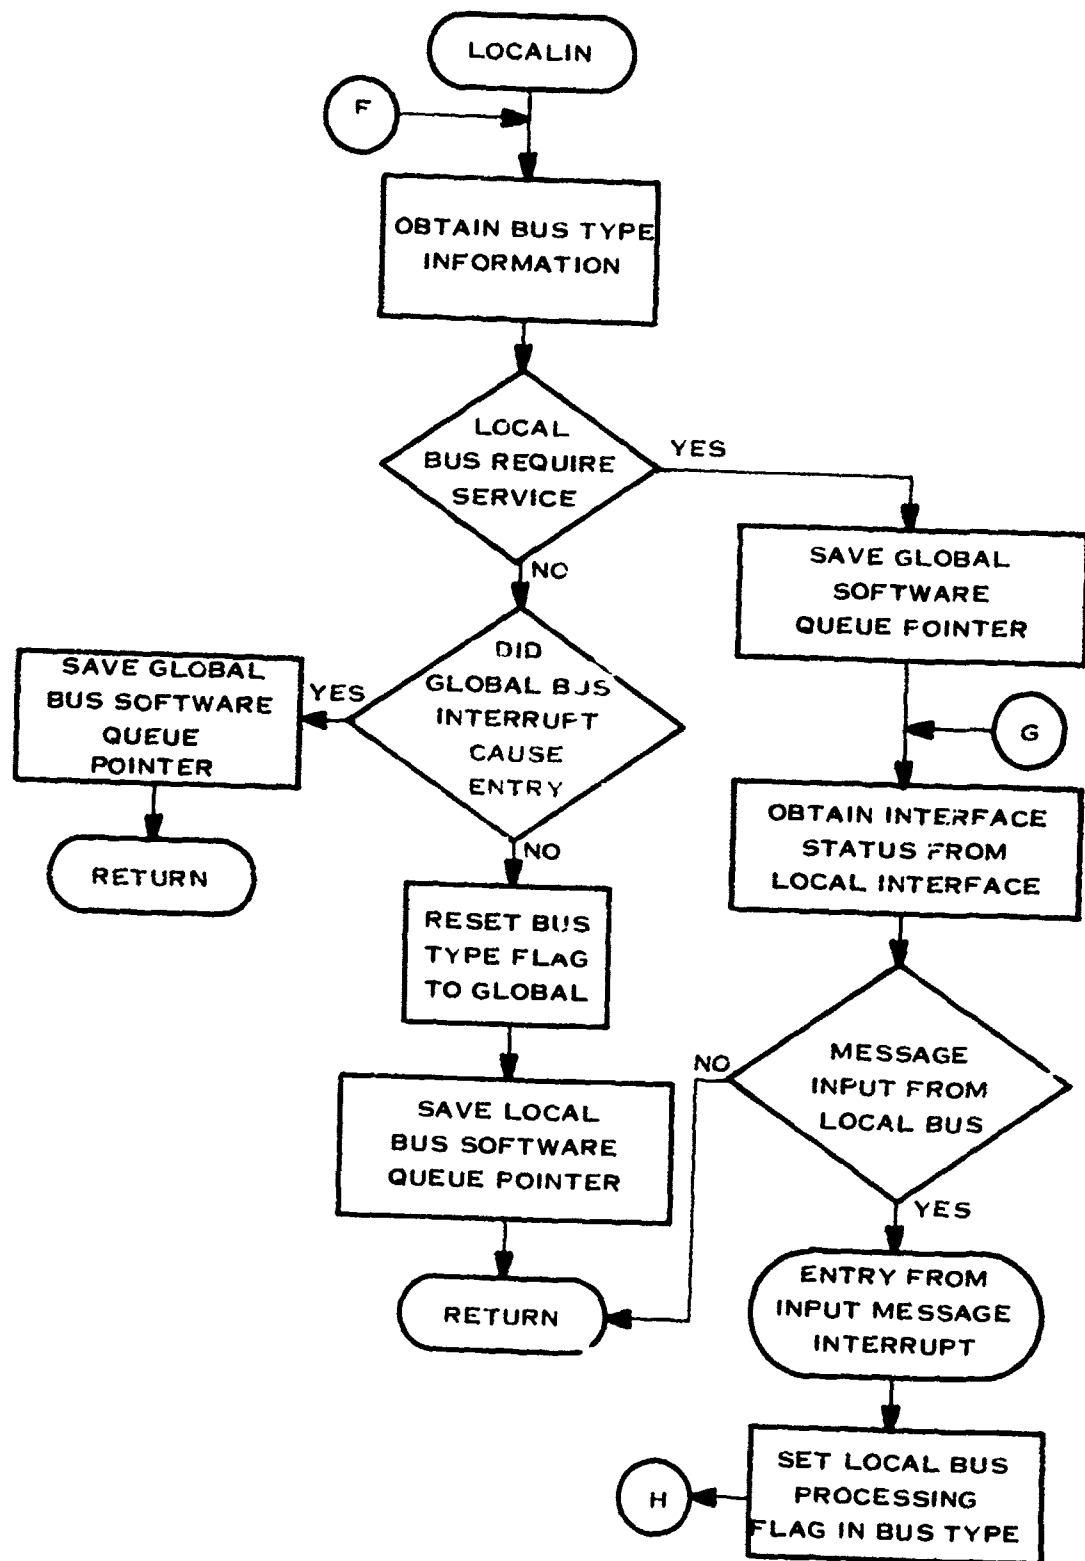 LOCALIN
F
OBTAIN BUS TYPE
INFORMATION
LOCAL
BUS REQUIRE
SERVICE
YES
NO
SAVE GLOBAL
SOFTWARE
QUEUE POINTER
DID
GLOBAL BUS
INTERRUPT
CAUSE
ENTRY
YES
SAVE GLOBAL
BUS SOFTWARE
QUEUE
POINTER
RETURN
G
OBTAIN INTERFACE
STATUS FROM
LOCAL INTERFACE
NO
RESET BUS
TYPE FLAG
TO GLOBAL
SAVE LOCAL
BUS SOFTWARE
QUEUE POINTER
RETURN
MESSAGE
INPUT FROM
LOCAL BUS
NO
YES
ENTRY FROM
INPUT MESSAGE
INTERRUPT
SET LOCAL BUS
PROCESSING
FLAG IN BUS TYPE
H